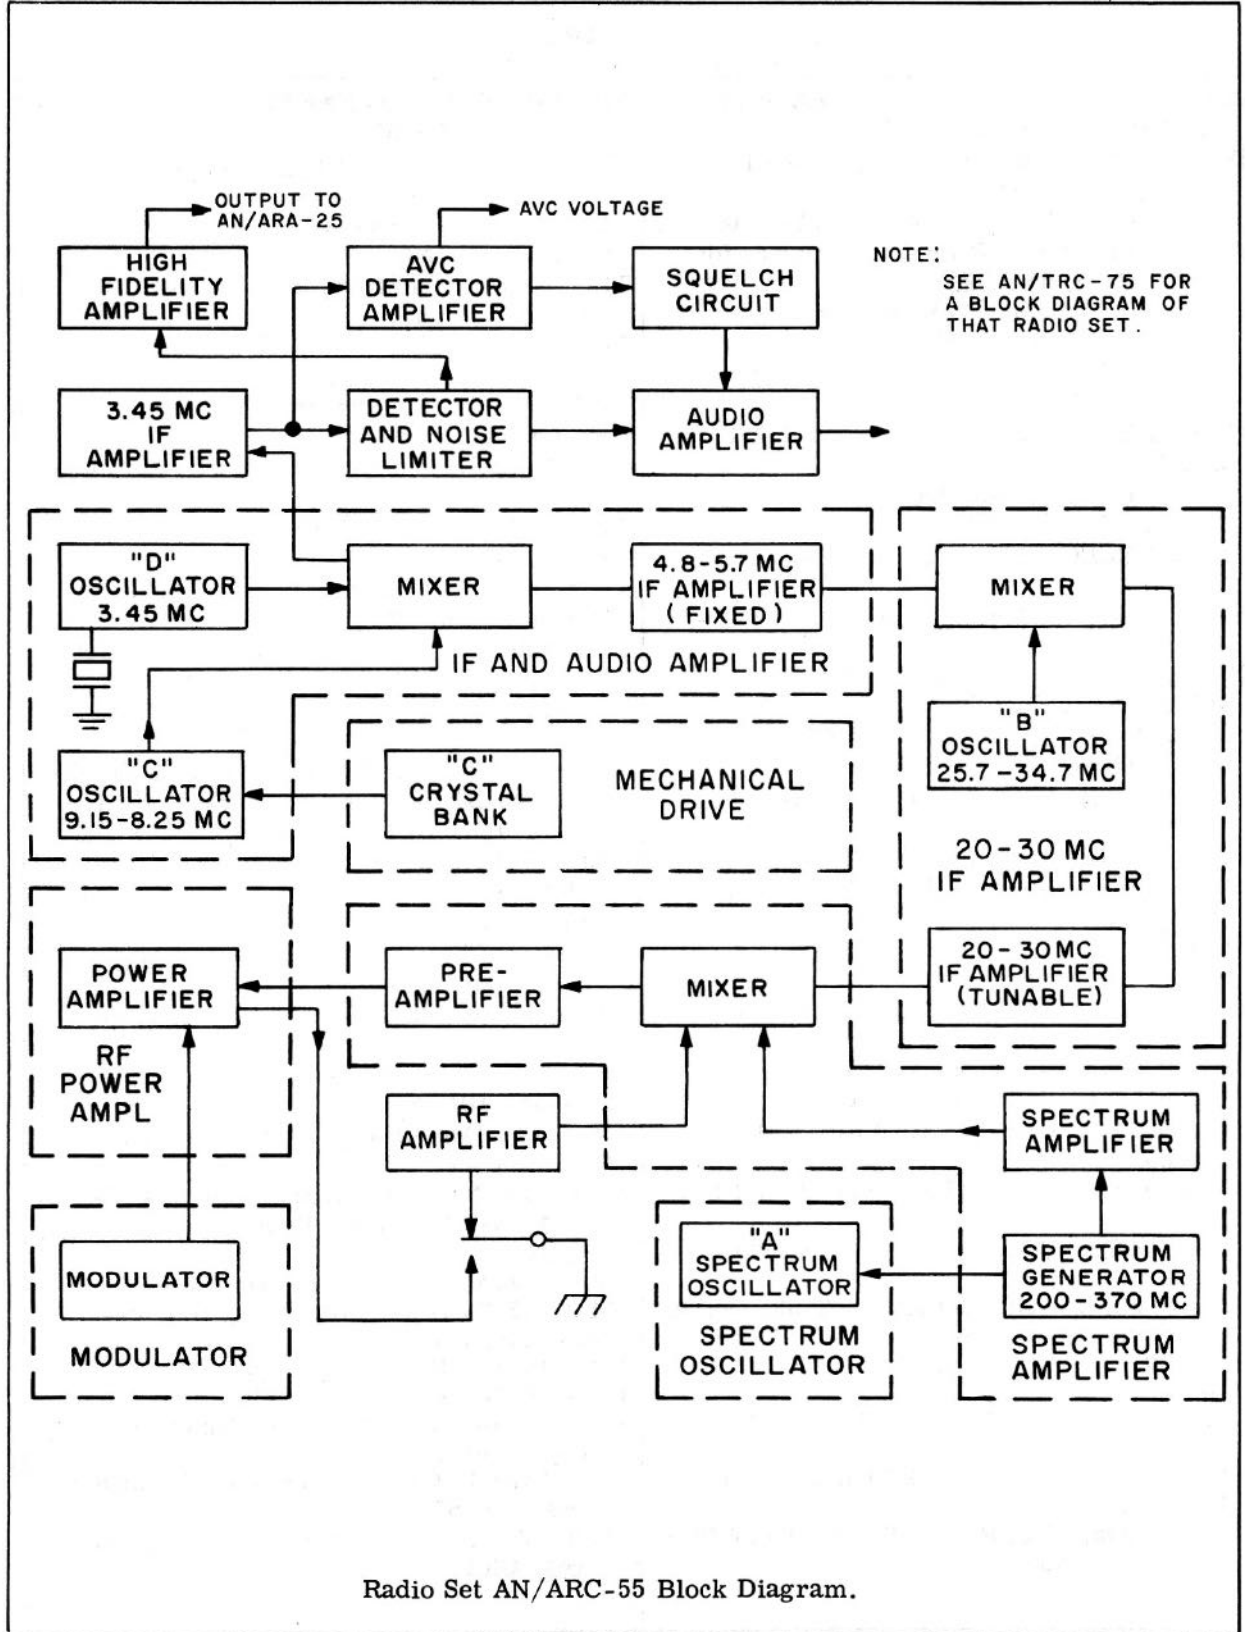 OUTPUT TO
AN/ARA-25
AVC VOLTAGE
HIGH
FIDELITY
AMPLIFIER
AVC
DETECTOR
AMPLIFIER
SQUELCH
CIRCUIT
NOTE:
SEE AN/TRC-75 FOR
A BLOCK DIAGRAM OF
THAT RADIO SET.
3.45 MC
IF
AMPLIFIER
DETECTOR
AND NOISE
LIMITER
AUDIO
AMPLIFIER
"D"
OSCILLATOR
3.45 MC
MIXER
4.8-5.7 MC
IF AMPLIFIER
(FIXED)
MIXER
IF AND AUDIO AMPLIFIER
"B"
OSCILLATOR
25.7-34.7 MC
"C"
OSCILLATOR
9.15-8.25 MC
"C"
CRYSTAL
BANK
MECHANICAL
DRIVE
20-30 MC
IF AMPLIFIER
POWER
AMPLIFIER
PRE-
AMPLIFIER
MIXER
20-30 MC
IF AMPLIFIER
(TUNABLE)
RF
POWER
AMPL
RF
AMPLIFIER
SPECTRUM
AMPLIFIER
MODULATOR
MODULATOR
"A"
SPECTRUM
OSCILLATOR
SPECTRUM
OSCILLATOR
SPECTRUM
GENERATOR
200-370 MC
SPECTRUM
AMPLIFIER
Radio Set AN/ARC-55 Block Diagram.